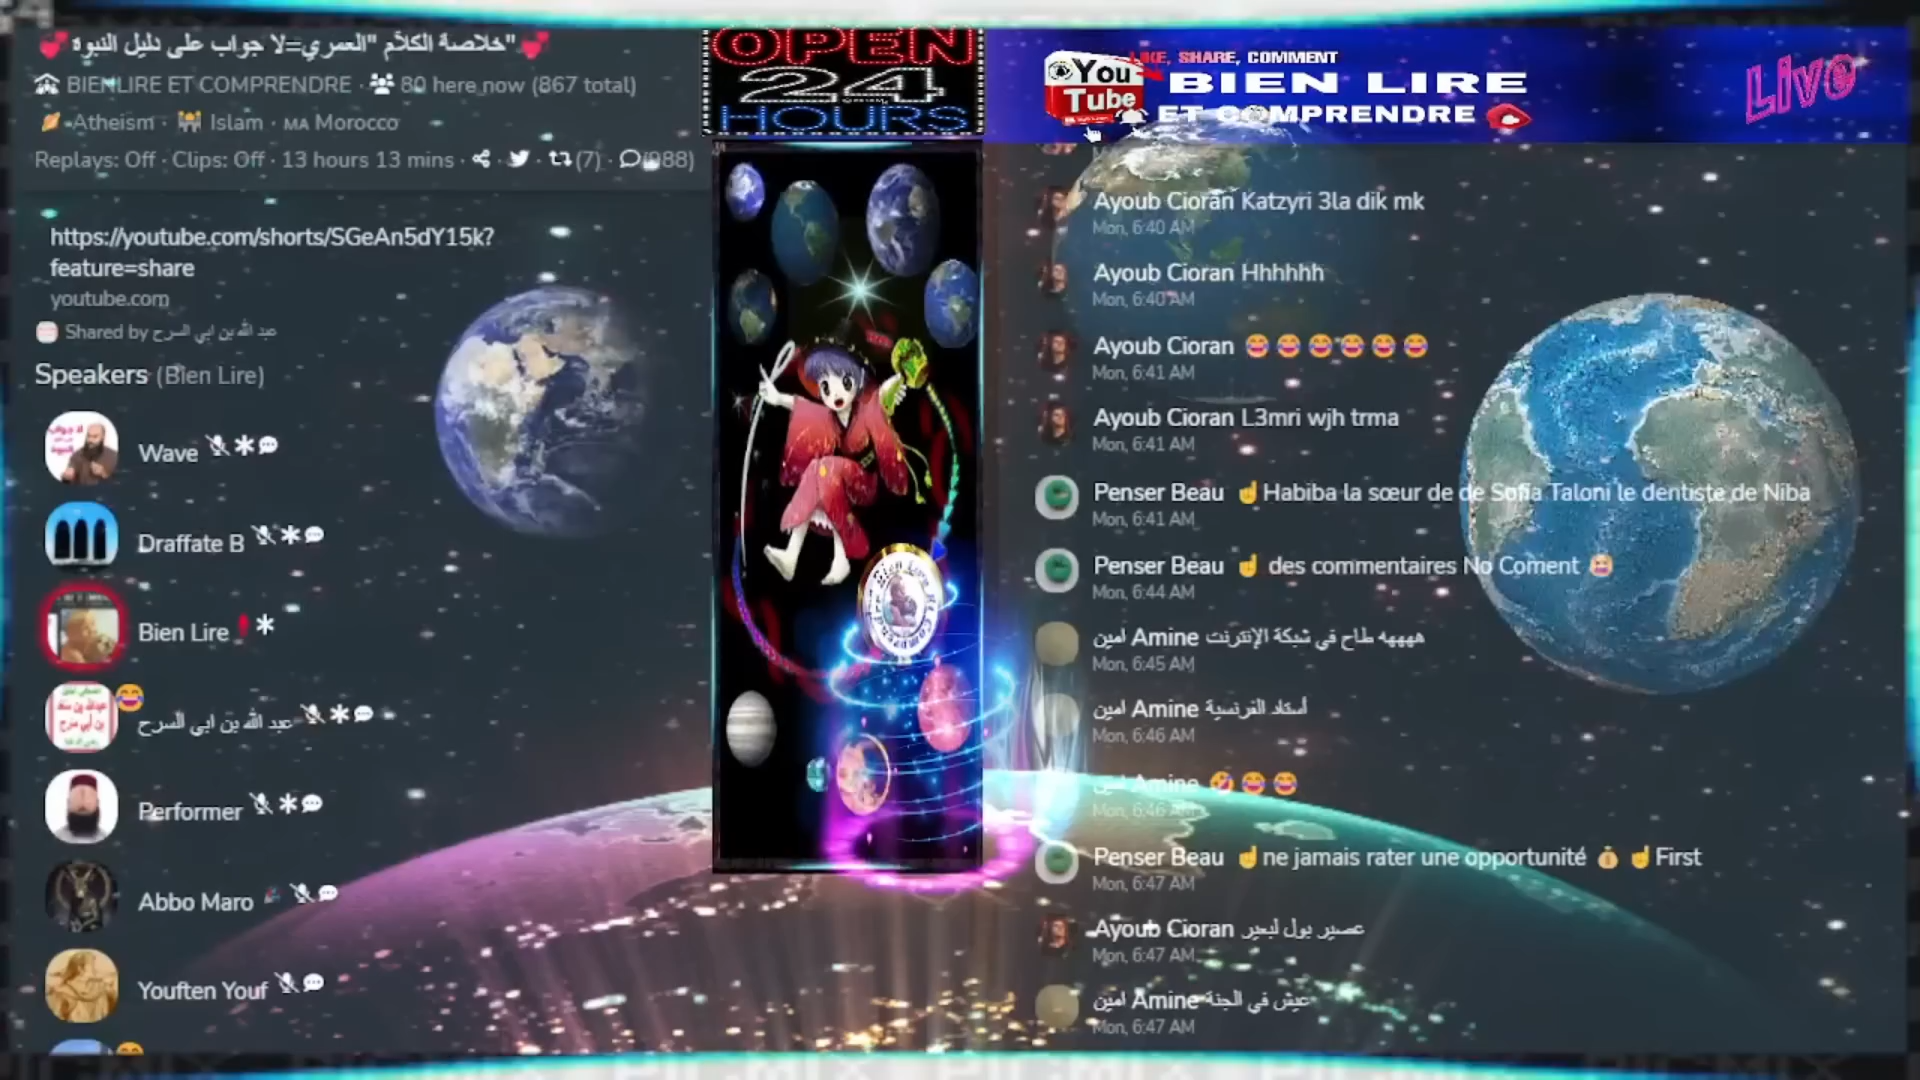 💕"خلاصة الكلام "العمري=لا جواب على دليل النبوة💕
BIEN LIRE ET COMPRENDRE · 80 here now (867 total)
Atheism · Islam · MA Morocco
Replays: Off · Clips: Off · 13 hours 13 mins · (7) · (988)
https://youtube.com/shorts/SGeAn5dY15k?
feature=share
youtube.com
Shared by عبد الله بن ابي السرح
Speakers (Bien Lire)
Wave
Draffate B
Bien Lire
عبد الله بن ابي السرح
Performer
Abbo Maro
Youften Youf
OPEN
24
HOURS
LIKE, SHARE, COMMENT
You
Tube
BIEN LIRE
ET COMPRENDRE
Live
Ayoub Cioran Katzyri 3la dik mk
Mon, 6:40 AM
Ayoub Cioran Hhhhhh
Mon, 6:40 AM
Ayoub Cioran 😂😂😂😂😂😂
Mon, 6:41 AM
Ayoub Cioran L3mri wjh trma
Mon, 6:41 AM
Penser Beau ☝Habiba la sœur de de Sofia Taloni le dentiste de Niba
Mon, 6:41 AM
Penser Beau ☝ des commentaires No Coment 😫
Mon, 6:44 AM
امين Amine ههههه طاح في شبكة الإنترنت
Mon, 6:45 AM
امين Amine أستاد الفرنسية
Mon, 6:46 AM
امين Amine 🤣😂😂
Mon, 6:46 AM
Penser Beau ☝ne jamais rater une opportunité 💰 ☝First
Mon, 6:47 AM
Ayoub Cioran عصير بول لبعير
Mon, 6:47 AM
امين Amine عيش في الجنة
Mon, 6:47 AM